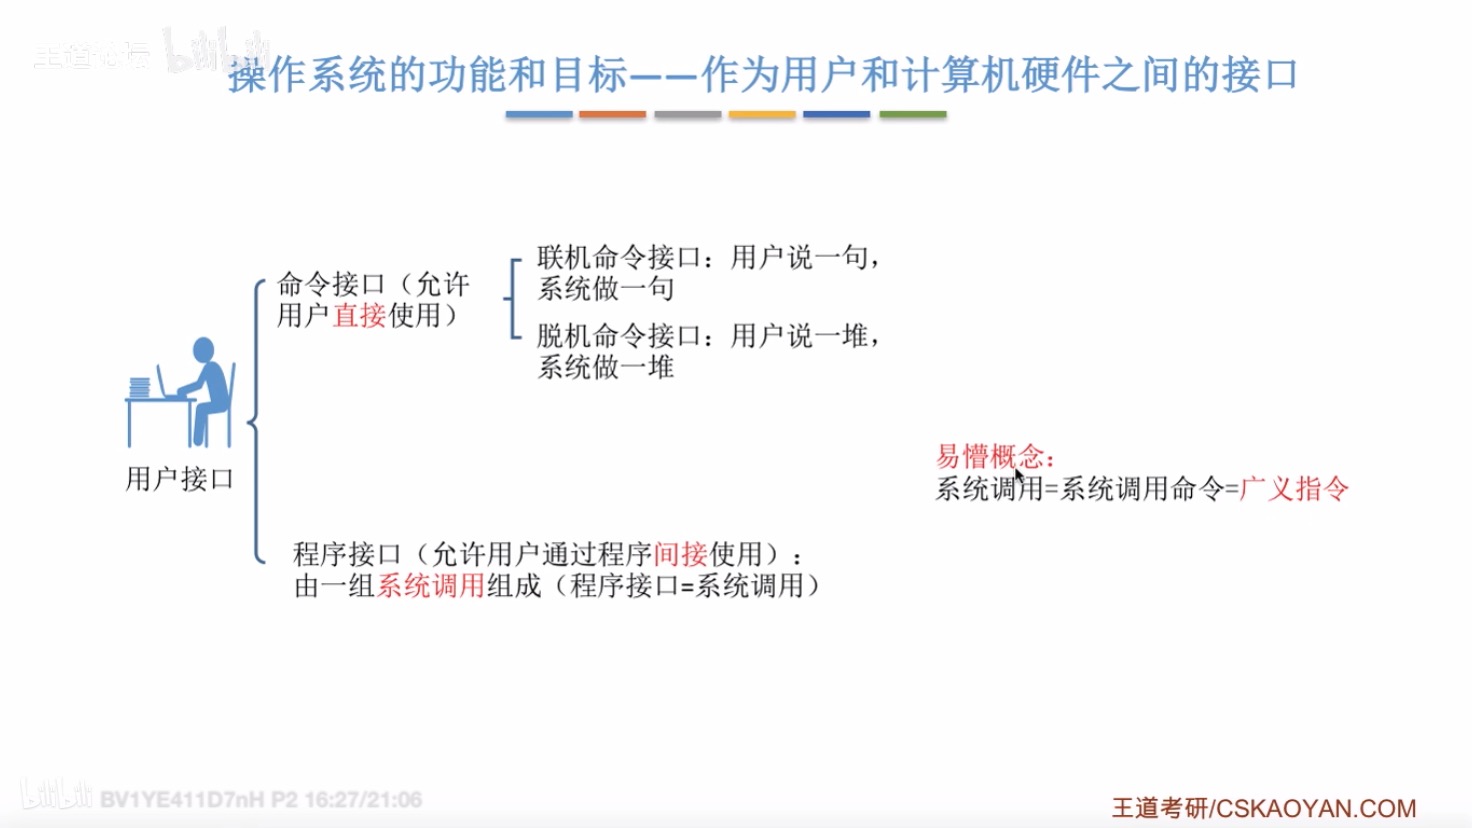 王道论坛 bilibili
操作系统的功能和目标——作为用户和计算机硬件之间的接口
联机命令接口：用户说一句，
系统做一句
命令接口（允许
用户直接使用）
脱机命令接口：用户说一堆，
系统做一堆
用户接口
易懵概念：
系统调用=系统调用命令=广义指令
程序接口（允许用户通过程序间接使用）：
由一组系统调用组成（程序接口=系统调用）
bilibili BV1YE411D7nH P2 16:27/21:06
王道考研/CSKAOYAN.COM